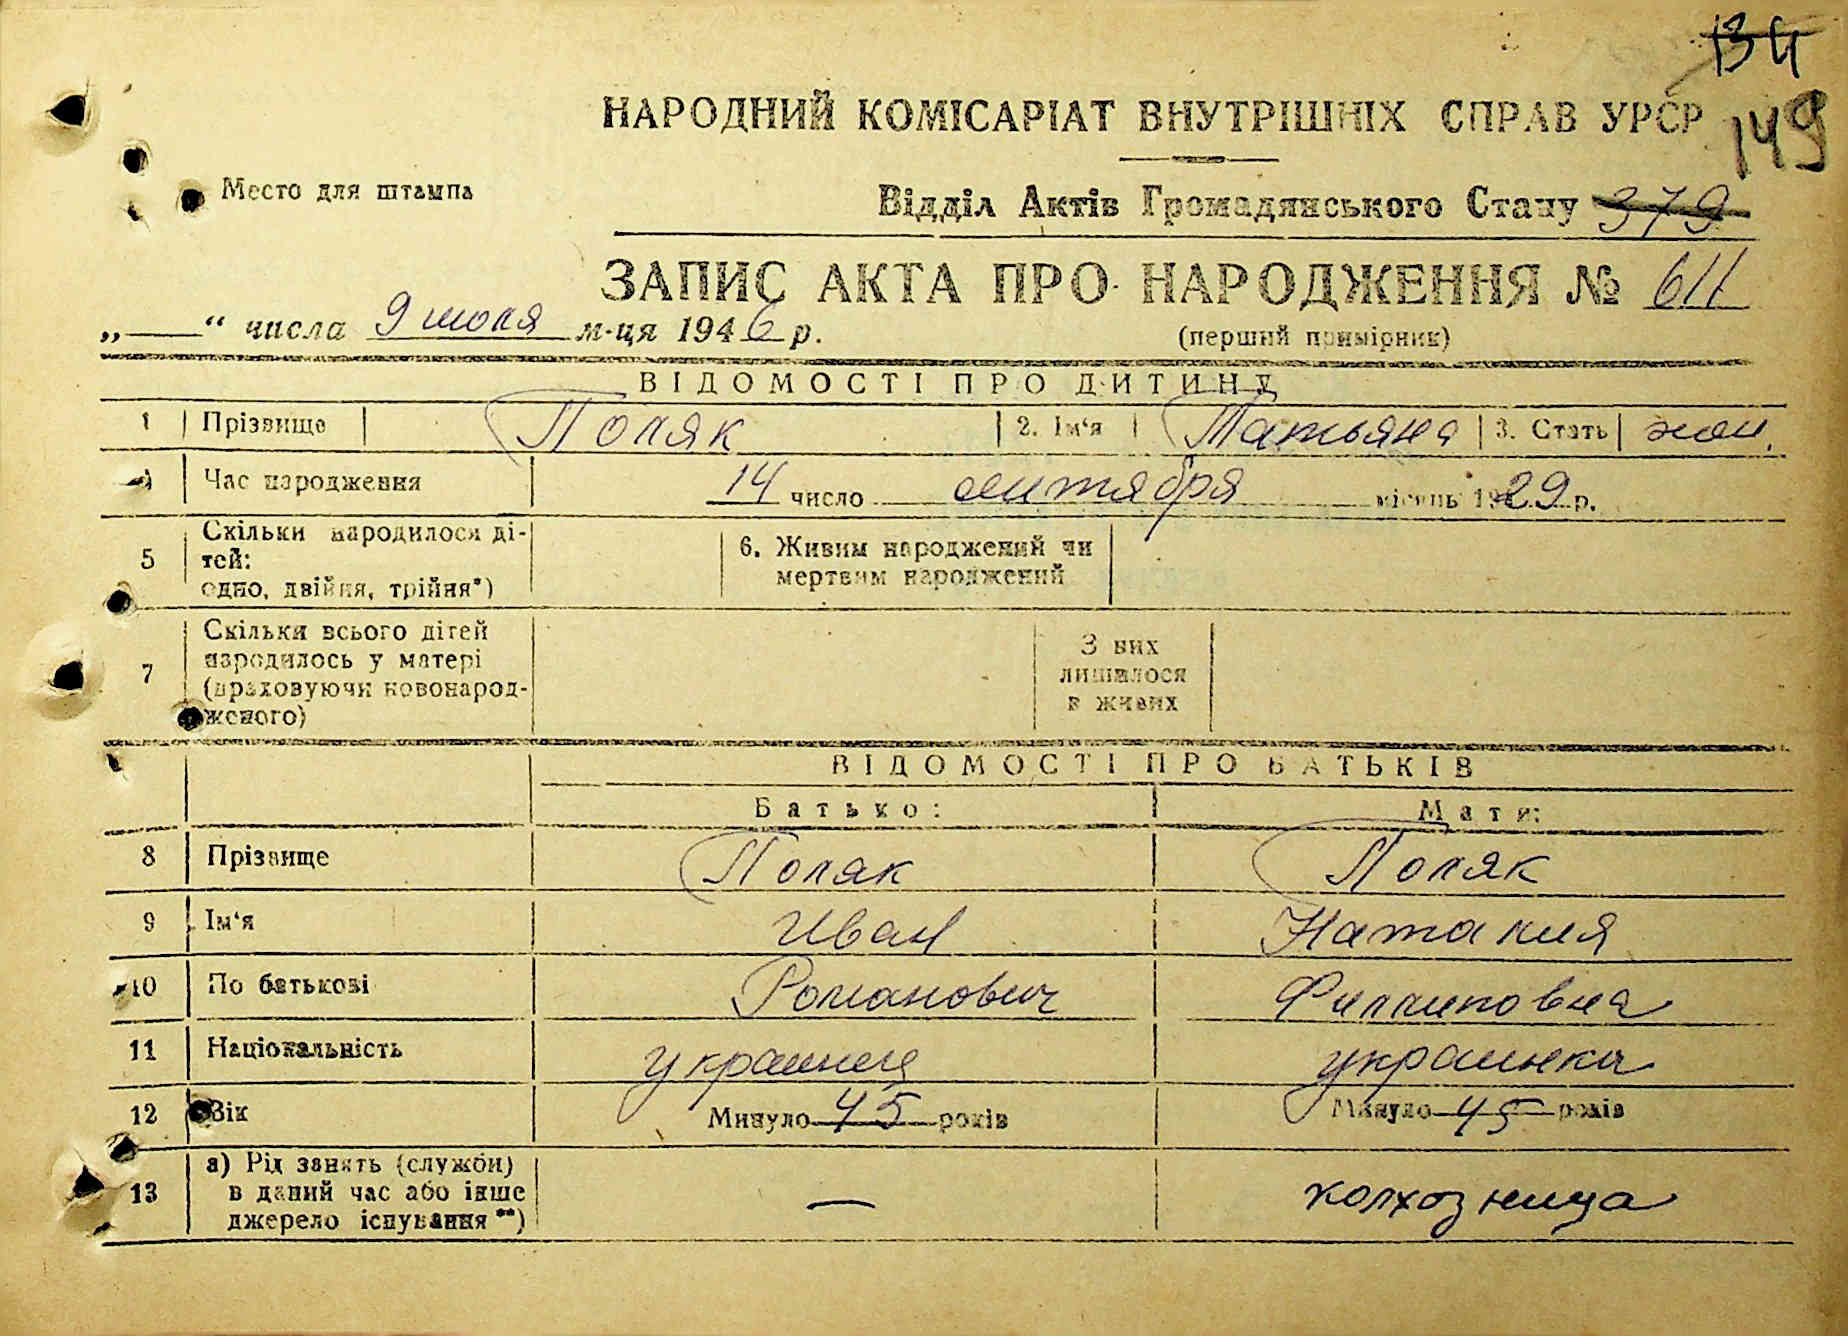 134
НАРОДНИЙ КОМІСАРІАТ ВНУТРІШНІХ СПРАВ УРСР 149
Место для штампа
Відділ Актів Громадянського Стану 379
ЗАПИС АКТА ПРО НАРОДЖЕННЯ № 611
„ “ числа 9 июля м-ця 1946 р. (перший примірник)
ВІДОМОСТІ ПРО ДИТИНУ
1 Прізвище Поляк 2. Ім‘я Татьяна 3. Стать жен.
4 Час народження 14 число сентября місяць 1929 р.
5 Скільки народилося ді-
тей:
одно, двійня, трійня*)
6. Живим народжений чи
мертвим народжений
7 Скільки всього дітей
народилось у матері
(враховуючи новонарод-
женого)
З них
лишилося
в живих
ВІДОМОСТІ ПРО БАТЬКІВ
Батько: Мати:
8 Прізвище Поляк Поляк
9 Ім‘я Иван Наталия
10 По батькові Романович Филиповна
11 Національність украинец украинка
12 Вік Минуло 45 років Минуло 45 років
13 а) Рід занять (служби)
в даний час або інше
джерело існування **)
— колхозница